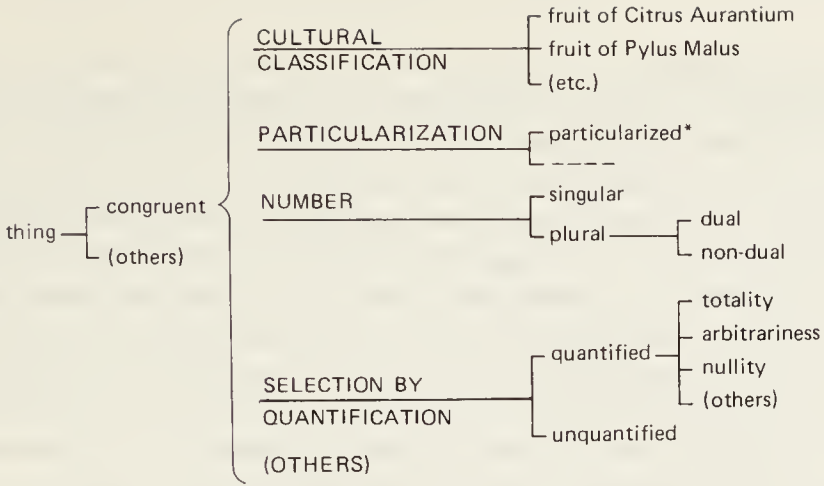 CULTURAL
CLASSIFICATION
fruit of Citrus Aurantium
fruit of Pylus Malus
(etc.)
PARTICULARIZATION
particularized*
thing
congruent
(others)
NUMBER
singular
plural
dual
non-dual
SELECTION BY
QUANTIFICATION
quantified
totality
arbitrariness
nullity
(others)
unquantified
(OTHERS)